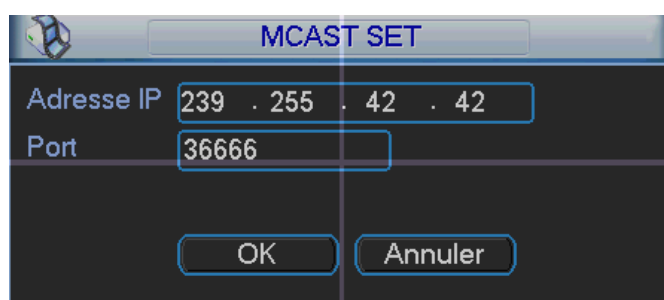 MCAST SET
Adresse IP 239 . 255 . 42 . 42
Port 36666
OK Annuler